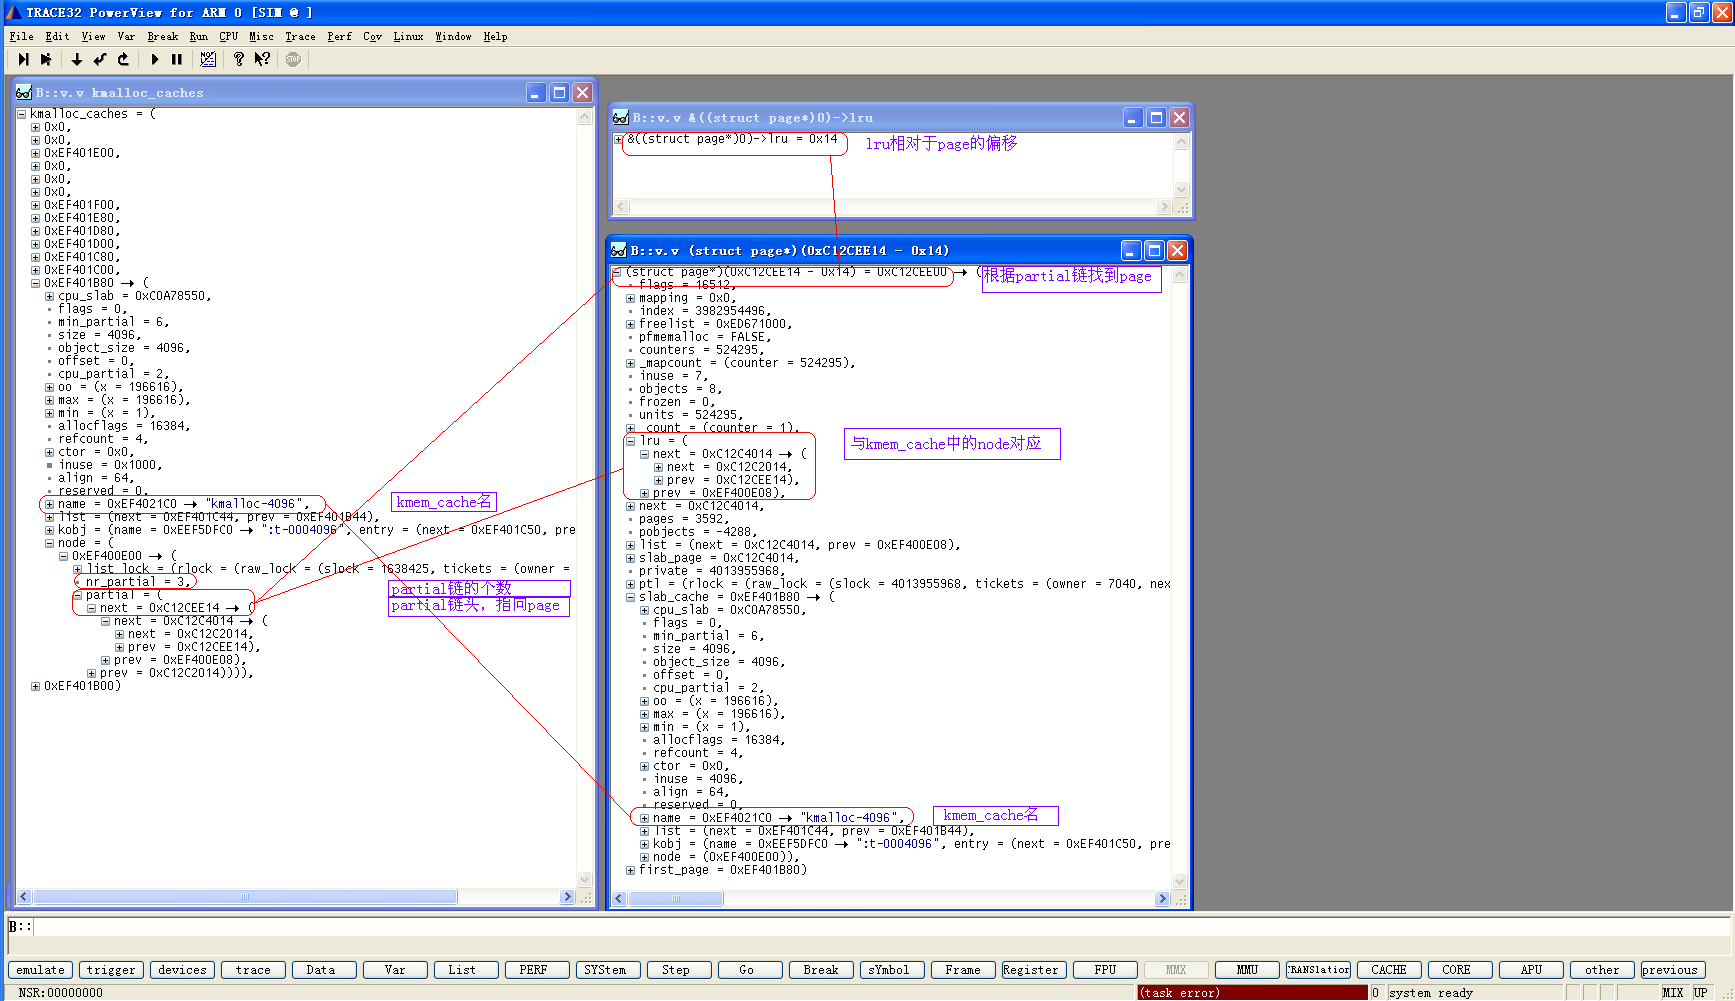 TRACE32 PowerView for ARM 0 [SIM @ ]
File Edit View Var Break Run CPU Misc Trace Perf Cov Linux Window Help
B::v.v kmalloc_caches
kmalloc_caches = (
0x0,
0x0,
0xEF401E00,
0x0,
0x0,
0x0,
0xEF401F00,
0xEF401E80,
0xEF401D80,
0xEF401D00,
0xEF401C80,
0xEF401C00,
0xEF401B80 → (
cpu_slab = 0xC0A78550,
flags = 0,
min_partial = 6,
size = 4096,
object_size = 4096,
offset = 0,
cpu_partial = 2,
oo = (x = 196616),
max = (x = 196616),
min = (x = 1),
allocflags = 16384,
refcount = 4,
ctor = 0x0,
inuse = 0x1000,
align = 64,
reserved = 0,
name = 0xEF4021C0 → "kmalloc-4096",
kmem_cache名
list = (next = 0xEF401C44, prev = 0xEF401B44),
kobj = (name = 0xEEF5DFC0 → ":t-0004096", entry = (next = 0xEF401C50, pre
node = (
0xEF400E00 → (
list_lock = (rlock = (raw_lock = (slock = 1638425, tickets = (owner =
nr_partial = 3,
partial链的个数
partial = (
next = 0xC12CEE14 → (
partial链头，指向page
next = 0xC12C4014 → (
next = 0xC12C2014,
prev = 0xC12CEE14),
prev = 0xEF400E08),
prev = 0xC12C2014)))),
0xEF401B00)
B::v.v &((struct page*)0)->lru
&((struct page*)0)->lru = 0x14
lru相对于page的偏移
B::v.v (struct page*)(0xC12CEE14 - 0x14)
(struct page*)(0xC12CEE14 - 0x14) = 0xC12CEE00 → (
根据partial链找到page
flags = 16512,
mapping = 0x0,
index = 3982954496,
freelist = 0xED671000,
pfmemalloc = FALSE,
counters = 524295,
_mapcount = (counter = 524295),
inuse = 7,
objects = 8,
frozen = 0,
units = 524295,
_count = (counter = 1),
lru = (
与kmem_cache中的node对应
next = 0xC12C4014 → (
next = 0xC12C2014,
prev = 0xC12CEE14),
prev = 0xEF400E08),
next = 0xC12C4014,
pages = 3592,
pobjects = -4288,
list = (next = 0xC12C4014, prev = 0xEF400E08),
slab_page = 0xC12C4014,
private = 4013955968,
ptl = (rlock = (raw_lock = (slock = 4013955968, tickets = (owner = 7040, nex
slab_cache = 0xEF401B80 → (
cpu_slab = 0xC0A78550,
flags = 0,
min_partial = 6,
size = 4096,
object_size = 4096,
offset = 0,
cpu_partial = 2,
oo = (x = 196616),
max = (x = 196616),
min = (x = 1),
allocflags = 16384,
refcount = 4,
ctor = 0x0,
inuse = 4096,
align = 64,
reserved = 0,
name = 0xEF4021C0 → "kmalloc-4096",
kmem_cache名
list = (next = 0xEF401C44, prev = 0xEF401B44),
kobj = (name = 0xEEF5DFC0 → ":t-0004096", entry = (next = 0xEF401C50, pre
node = (0xEF400E00)),
first_page = 0xEF401B80)
B::
emulate trigger devices trace Data Var List PERF SYStem Step Go Break sYmbol Frame Register FPU MMX MMU TRANSlation CACHE CORE APU other previous
NSR:00000000 (task error) 0 system ready MIX UP